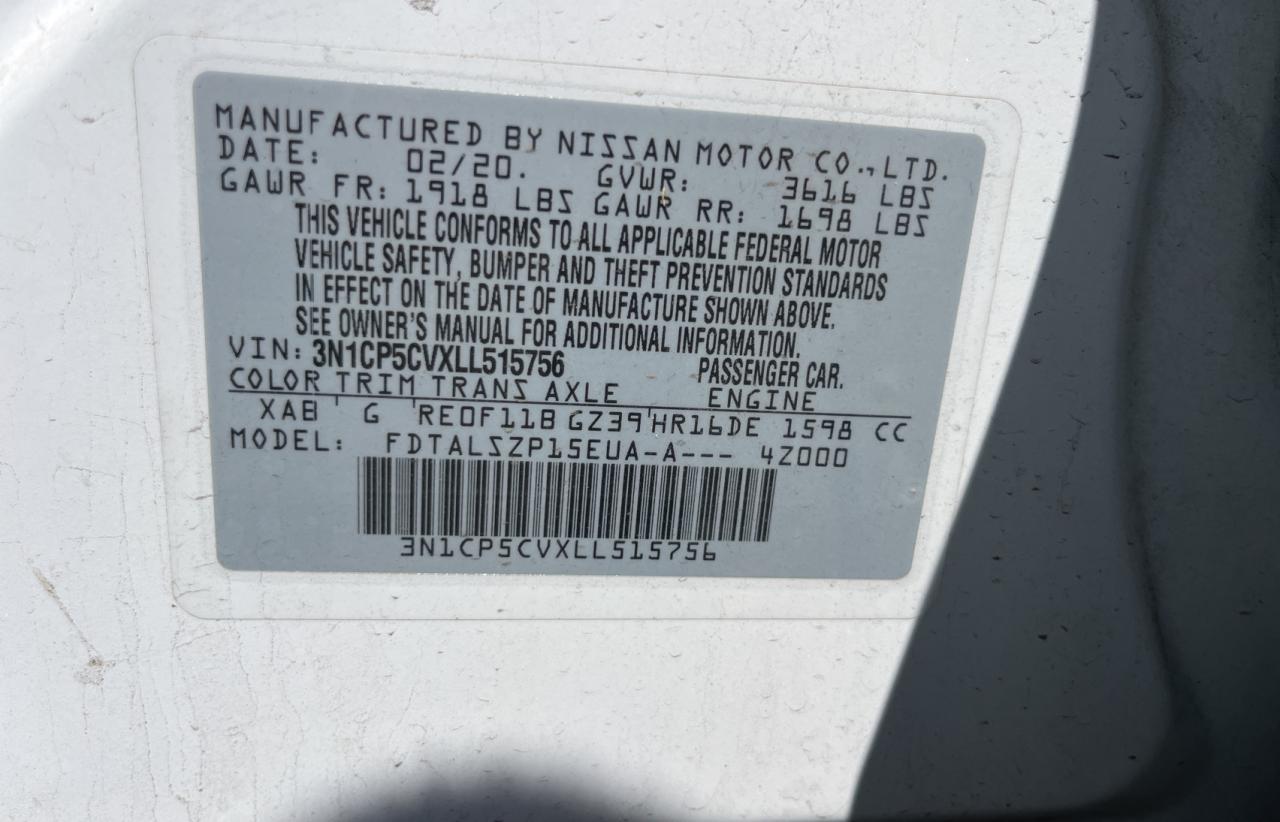 MANUFACTURED BY NISSAN MOTOR CO.,LTD.
DATE: 02/20. GVWR: 3616 LBS
GAWR FR: 1918 LBS GAWR RR: 1698 LBS
THIS VEHICLE CONFORMS TO ALL APPLICABLE FEDERAL MOTOR
VEHICLE SAFETY, BUMPER AND THEFT PREVENTION STANDARDS
IN EFFECT ON THE DATE OF MANUFACTURE SHOWN ABOVE.
SEE OWNER'S MANUAL FOR ADDITIONAL INFORMATION.
VIN: 3N1CP5CVXLL515756 PASSENGER CAR.
COLOR TRIM TRANS AXLE ENGINE
XAB G RE0F11B GZ39 HR16DE 1598 CC
MODEL: FDTALSZP15EUA-A--- 4Z000
3N1CP5CVXLL515756